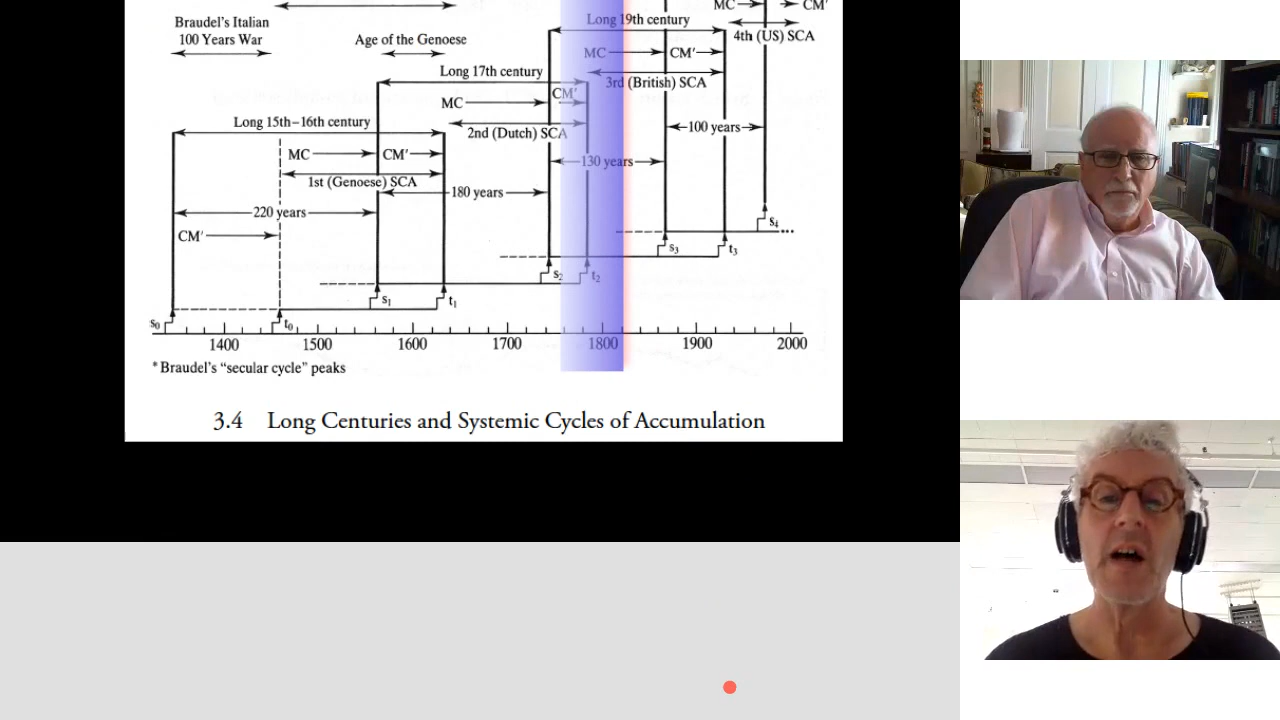 MC CM'
Braudel's Italian
100 Years War
Long 19th century
4th (US) SCA
Age of the Genoese
MC CM'
Long 17th century
3rd (British) SCA
CM'
MC
Long 15th–16th century
100 years
2nd (Dutch) SCA
MC CM'
130 years
1st (Genoese) SCA
180 years
220 years
s4
CM'
s3 t3
s2 t2
s1 t1
s0 t0
1400 1500 1600 1700 1800 1900 2000
*Braudel's "secular cycle" peaks
3.4 Long Centuries and Systemic Cycles of Accumulation